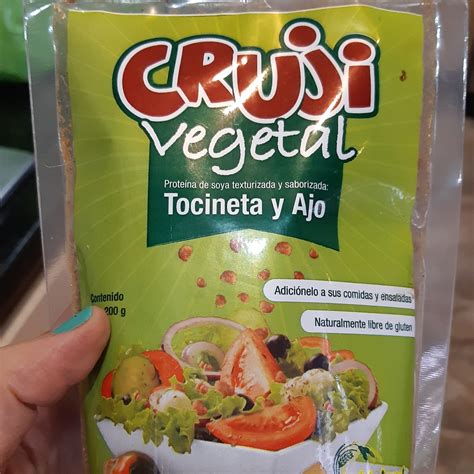 CRUJi
vegetal
Proteína de soya texturizada y saborizada:
Tocineta y Ajo
Adiciónelo a sus comidas y ensaladas
Contenido
200 g
Naturalmente libre de gluten